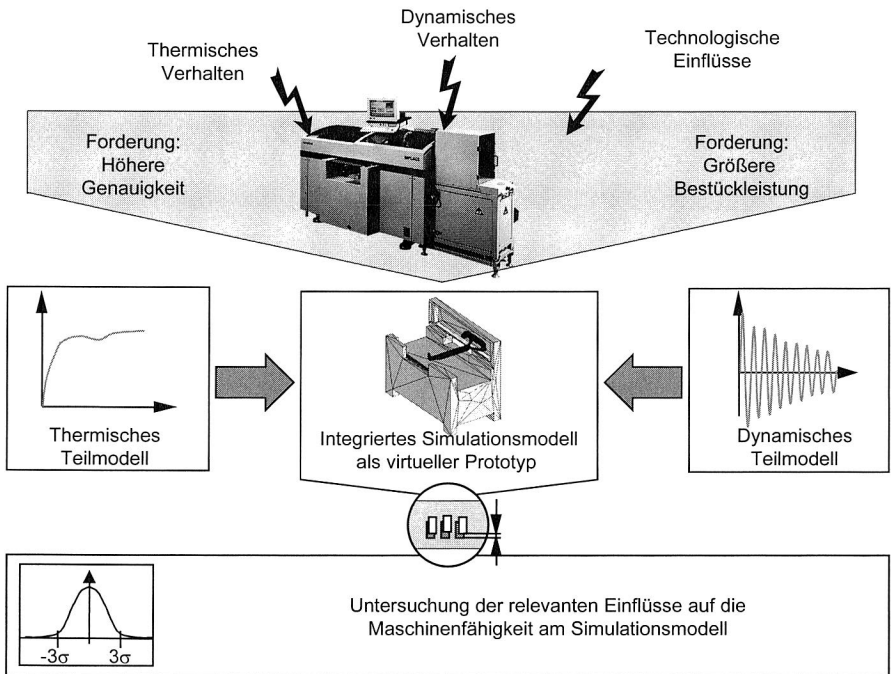 Thermisches
Verhalten
Dynamisches
Verhalten
Technologische
Einflüsse
Forderung:
Höhere
Genauigkeit
SIPLACE
Forderung:
Größere
Bestückleistung
Thermisches
Teilmodell
Integriertes Simulationsmodell
als virtueller Prototyp
Dynamisches
Teilmodell
-3σ
3σ
Untersuchung der relevanten Einflüsse auf die
Maschinenfähigkeit am Simulationsmodell